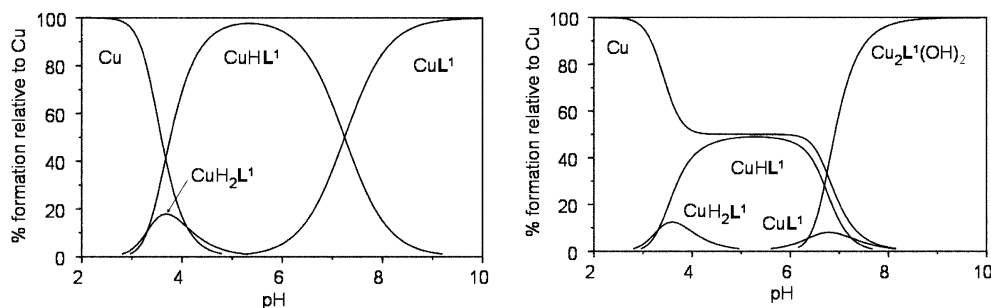 % formation relative to Cu
100
80
60
40
20
0
Cu
CuHL¹
CuL¹
CuH₂L¹
2
4
6
8
10
pH
% formation relative to Cu
100
80
60
40
20
0
Cu
Cu₂L¹(OH)₂
CuHL¹
CuH₂L¹
CuL¹
2
4
6
8
10
pH